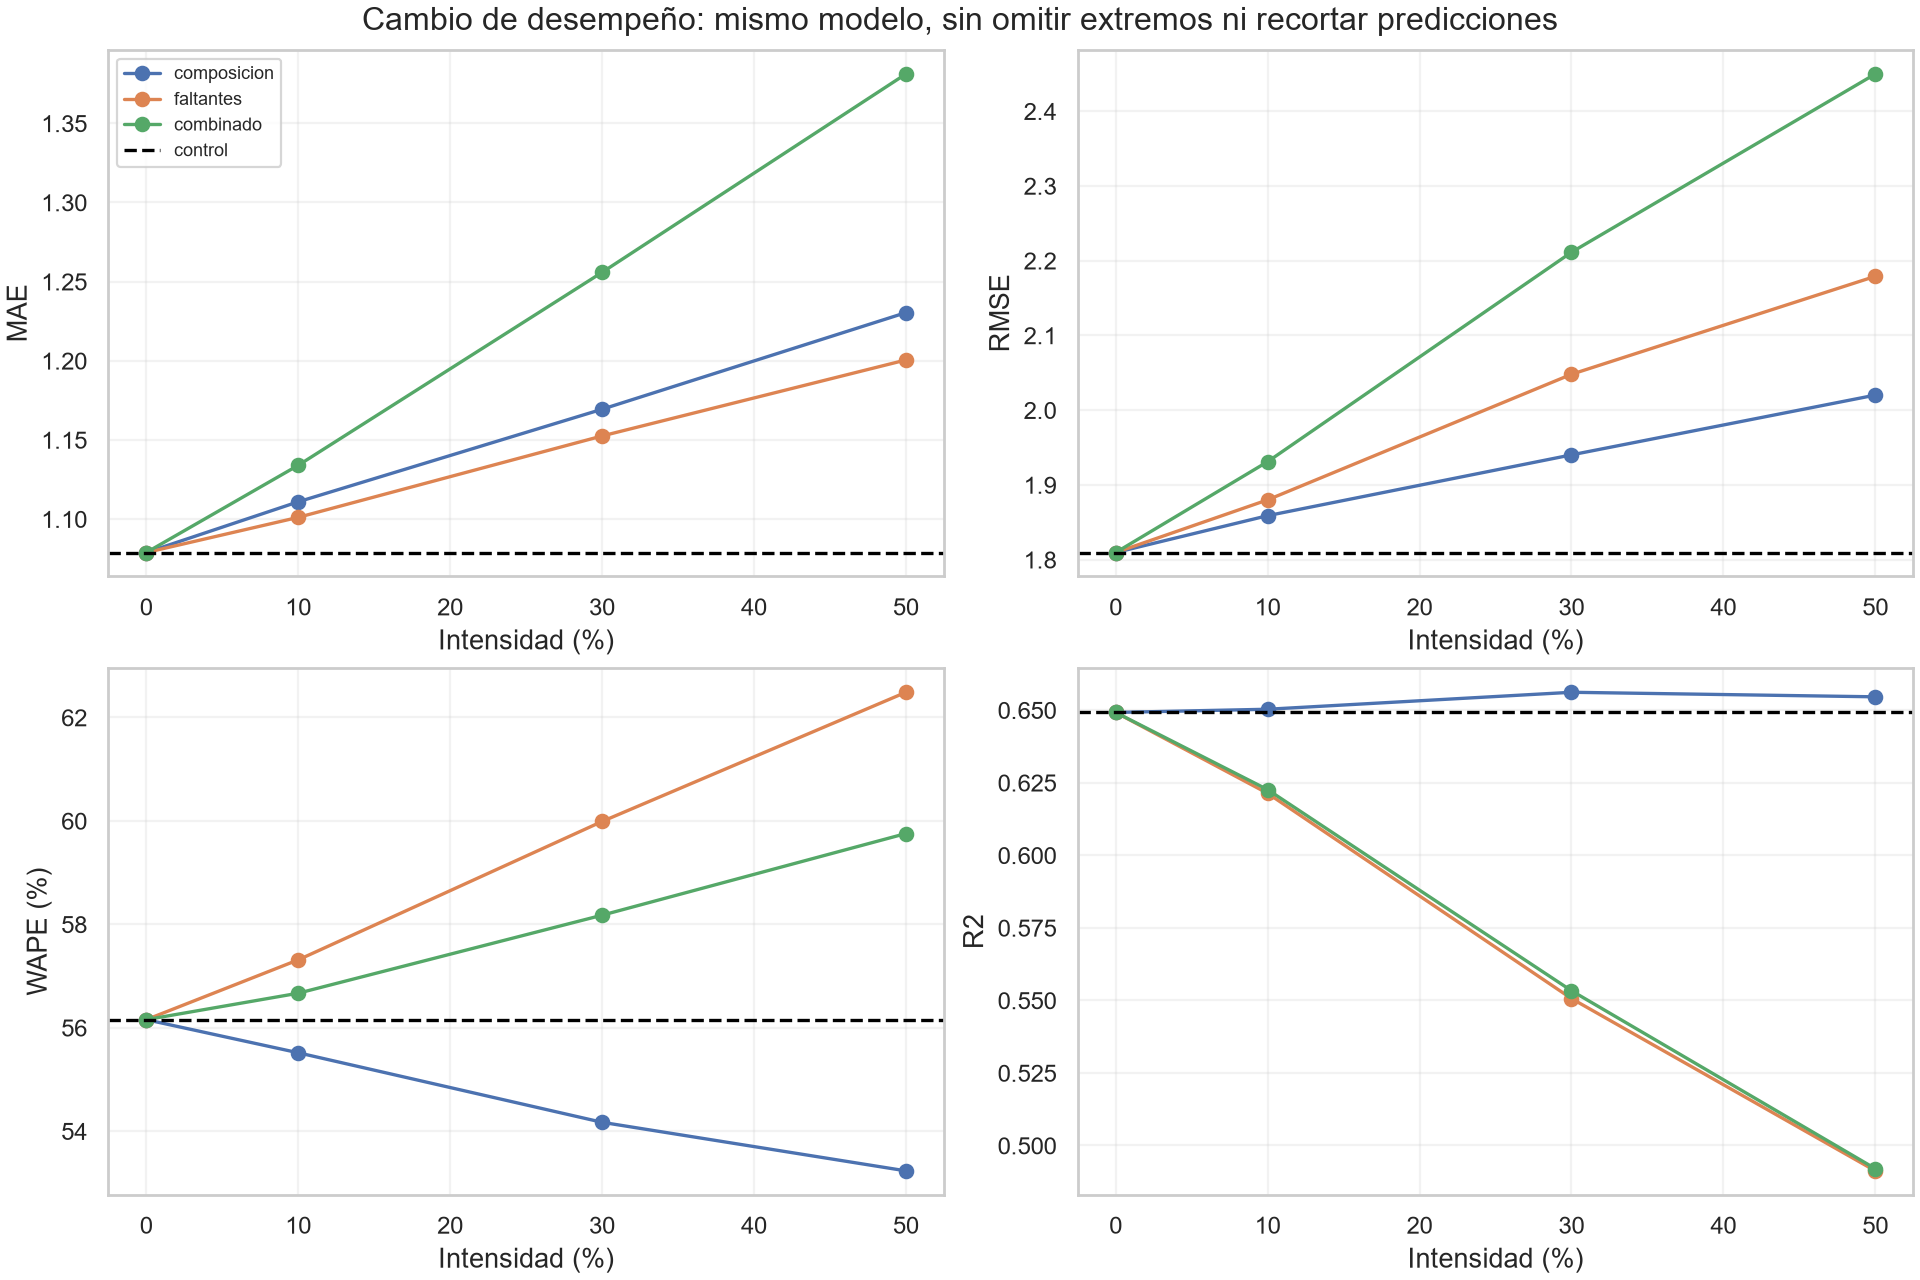 Cambio de desempeño: mismo modelo, sin omitir extremos ni recortar predicciones
composicion
faltantes
combinado
control
MAE
1.35
1.30
1.25
1.20
1.15
1.10
0 10 20 30 40 50
Intensidad (%)
RMSE
2.4
2.3
2.2
2.1
2.0
1.9
1.8
0 10 20 30 40 50
Intensidad (%)
WAPE (%)
62
60
58
56
54
0 10 20 30 40 50
Intensidad (%)
R2
0.650
0.625
0.600
0.575
0.550
0.525
0.500
0 10 20 30 40 50
Intensidad (%)